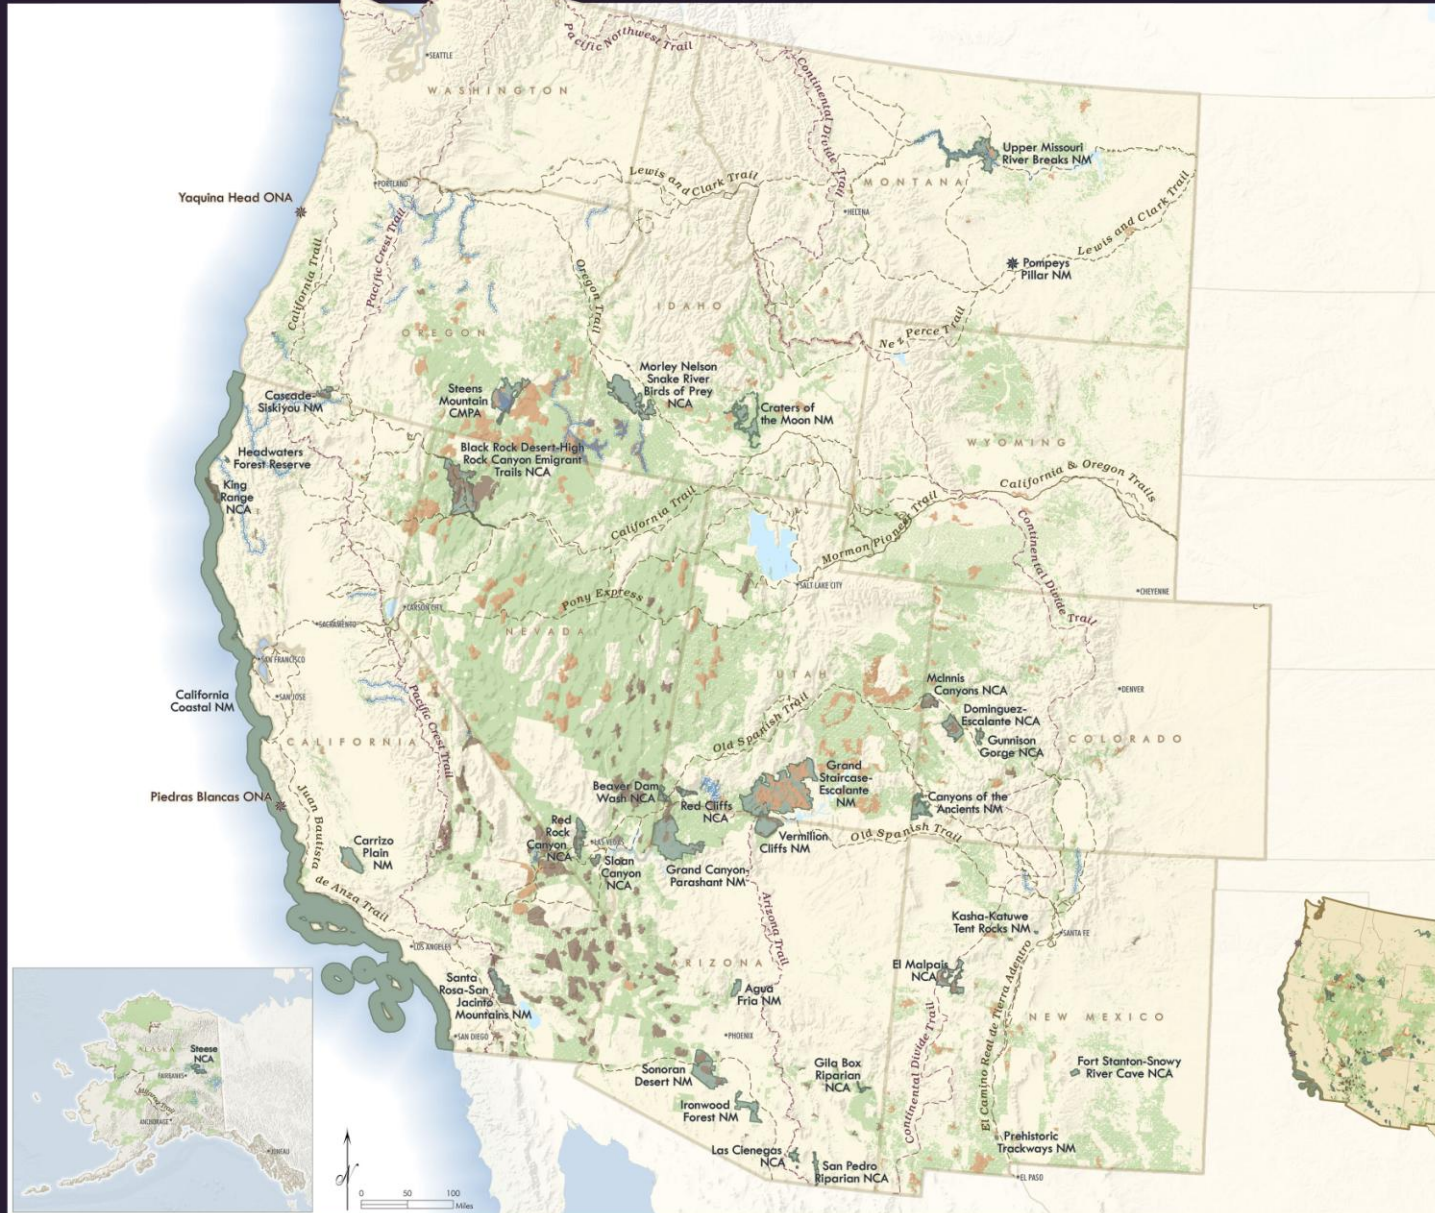 Pacific Northwest Trail
SEATTLE
WASHINGTON
Continental Divide Trail
Upper Missouri
River Breaks NM
MONTANA
Lewis and Clark Trail
PORTLAND
Yaquina Head ONA
HELENA
Lewis and Clark Trail
Pacific Crest Trail
California Trail
Oregon Trail
Pompeys
Pillar NM
IDAHO
OREGON
Nez Perce Trail
Morley Nelson
Snake River
Birds of Prey
NCA
Steens
Mountain
CMPA
Cascade-
Siskiyou NM
Craters of
the Moon NM
WYOMING
Headwaters
Forest Reserve
Black Rock Desert-High
Rock Canyon Emigrant
Trails NCA
King
Range
NCA
California & Oregon Trails
California Trail
Mormon Pioneer Trail
Continental Divide Trail
SALT LAKE CITY
CHEYENNE
Pony Express
CARSON CITY
SACRAMENTO
NEVADA
SAN FRANCISCO
UTAH
McInnis
Canyons NCA
DENVER
California
Coastal NM
SAN JOSE
Pacific Crest Trail
Old Spanish Trail
Dominguez-
Escalante NCA
Gunnison
Gorge NCA
COLORADO
CALIFORNIA
Grand
Staircase-
Escalante
NM
Piedras Blancas ONA
Beaver Dam
Wash NCA
Red Cliffs
NCA
Canyons of the
Ancients NM
Juan Bautista
de Anza Trail
Carrizo
Plain
NM
Red
Rock
Canyon
NCA
LAS VEGAS
Vermilion
Cliffs NM
Old Spanish Trail
Sloan
Canyon
NCA
Grand Canyon-
Parashant NM
Arizona Trail
Kasha-Katuwe
Tent Rocks NM
SANTA FE
LOS ANGELES
ARIZONA
El Malpais
NCA
Santa
Rosa-San
Jacinto
Mountains NM
Agua
Fria NM
El Camino Real de Tierra Adentro
NEW MEXICO
SAN DIEGO
PHOENIX
Continental Divide Trail
Sonoran
Desert NM
Gila Box
Riparian
NCA
Fort Stanton-Snowy
River Cave NCA
Ironwood
Forest NM
Prehistoric
Trackways NM
Las Cienegas
NCA
San Pedro
Riparian NCA
EL PASO
ALASKA
Steese
NCA
FAIRBANKS
Iditarod Trail
ANCHORAGE
JUNEAU
N
0 50 100
Miles